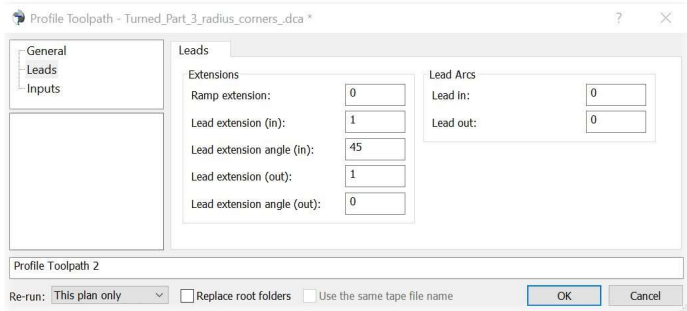 Profile Toolpath - Turned_Part_3_radius_corners_.dca *
General
Leads
Inputs
Leads
Extensions
Ramp extension: 0
Lead extension (in): 1
Lead extension angle (in): 45
Lead extension (out): 1
Lead extension angle (out): 0
Lead Arcs
Lead in: 0
Lead out: 0
Profile Toolpath 2
Re-run: This plan only Replace root folders Use the same tape file name OK Cancel